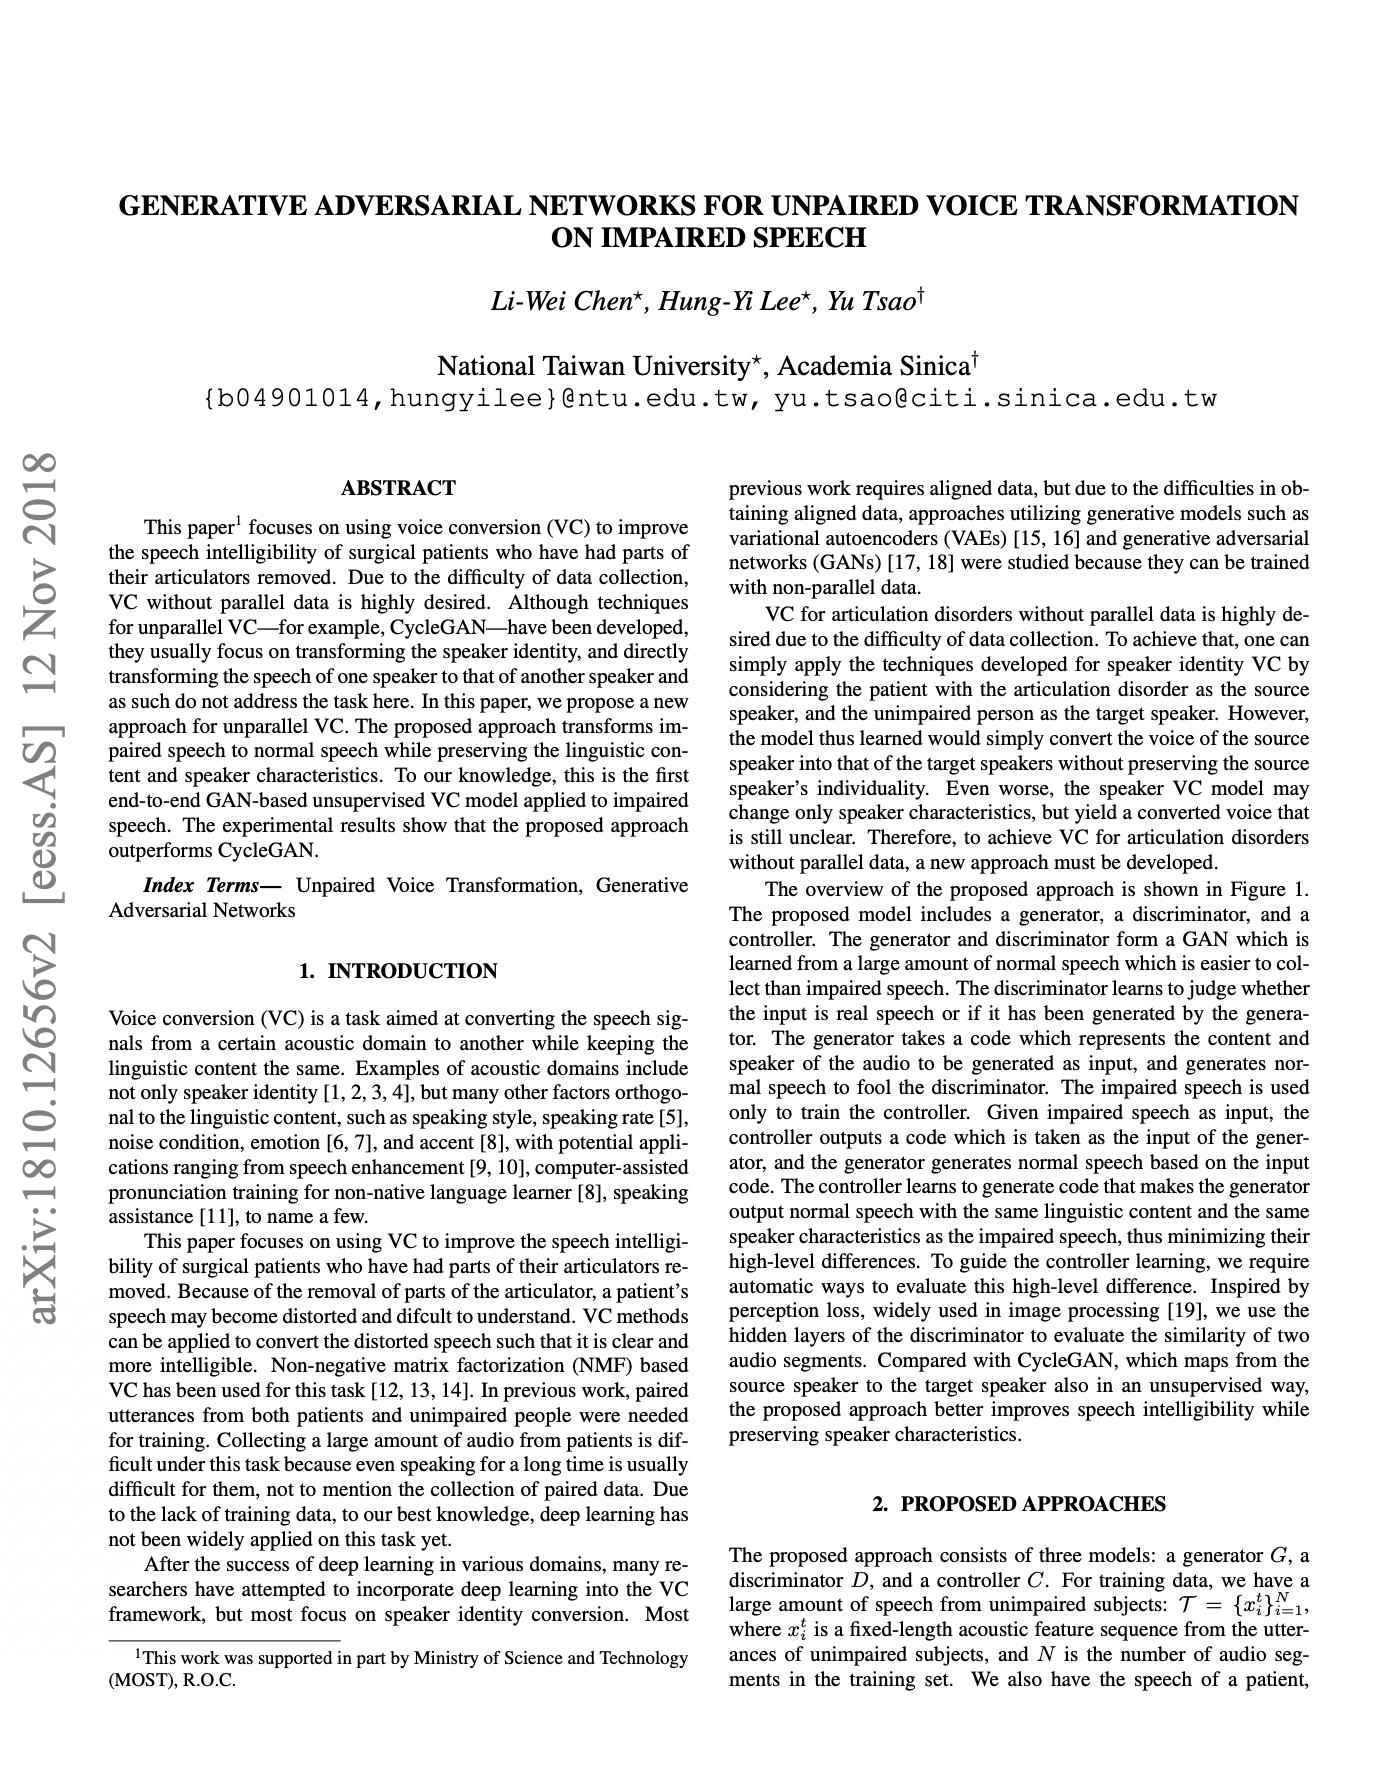 GENERATIVE ADVERSARIAL NETWORKS FOR UNPAIRED VOICE TRANSFORMATION
ON IMPAIRED SPEECH
Li-Wei Chen⋆, Hung-Yi Lee⋆, Yu Tsao†
National Taiwan University⋆, Academia Sinica†
{b04901014,hungyilee}@ntu.edu.tw, yu.tsao@citi.sinica.edu.tw
arXiv:1810.12656v2 [eess.AS] 12 Nov 2018
ABSTRACT
This paper¹ focuses on using voice conversion (VC) to improve
the speech intelligibility of surgical patients who have had parts of
their articulators removed. Due to the difficulty of data collection,
VC without parallel data is highly desired. Although techniques
for unparallel VC—for example, CycleGAN—have been developed,
they usually focus on transforming the speaker identity, and directly
transforming the speech of one speaker to that of another speaker and
as such do not address the task here. In this paper, we propose a new
approach for unparallel VC. The proposed approach transforms im-
paired speech to normal speech while preserving the linguistic con-
tent and speaker characteristics. To our knowledge, this is the first
end-to-end GAN-based unsupervised VC model applied to impaired
speech. The experimental results show that the proposed approach
outperforms CycleGAN.
Index Terms— Unpaired Voice Transformation, Generative
Adversarial Networks
1. INTRODUCTION
Voice conversion (VC) is a task aimed at converting the speech sig-
nals from a certain acoustic domain to another while keeping the
linguistic content the same. Examples of acoustic domains include
not only speaker identity [1, 2, 3, 4], but many other factors orthogo-
nal to the linguistic content, such as speaking style, speaking rate [5],
noise condition, emotion [6, 7], and accent [8], with potential appli-
cations ranging from speech enhancement [9, 10], computer-assisted
pronunciation training for non-native language learner [8], speaking
assistance [11], to name a few.
This paper focuses on using VC to improve the speech intelligi-
bility of surgical patients who have had parts of their articulators re-
moved. Because of the removal of parts of the articulator, a patient's
speech may become distorted and difcult to understand. VC methods
can be applied to convert the distorted speech such that it is clear and
more intelligible. Non-negative matrix factorization (NMF) based
VC has been used for this task [12, 13, 14]. In previous work, paired
utterances from both patients and unimpaired people were needed
for training. Collecting a large amount of audio from patients is dif-
ficult under this task because even speaking for a long time is usually
difficult for them, not to mention the collection of paired data. Due
to the lack of training data, to our best knowledge, deep learning has
not been widely applied on this task yet.
After the success of deep learning in various domains, many re-
searchers have attempted to incorporate deep learning into the VC
framework, but most focus on speaker identity conversion. Most
¹This work was supported in part by Ministry of Science and Technology
(MOST), R.O.C.
previous work requires aligned data, but due to the difficulties in ob-
taining aligned data, approaches utilizing generative models such as
variational autoencoders (VAEs) [15, 16] and generative adversarial
networks (GANs) [17, 18] were studied because they can be trained
with non-parallel data.
VC for articulation disorders without parallel data is highly de-
sired due to the difficulty of data collection. To achieve that, one can
simply apply the techniques developed for speaker identity VC by
considering the patient with the articulation disorder as the source
speaker, and the unimpaired person as the target speaker. However,
the model thus learned would simply convert the voice of the source
speaker into that of the target speakers without preserving the source
speaker's individuality. Even worse, the speaker VC model may
change only speaker characteristics, but yield a converted voice that
is still unclear. Therefore, to achieve VC for articulation disorders
without parallel data, a new approach must be developed.
The overview of the proposed approach is shown in Figure 1.
The proposed model includes a generator, a discriminator, and a
controller. The generator and discriminator form a GAN which is
learned from a large amount of normal speech which is easier to col-
lect than impaired speech. The discriminator learns to judge whether
the input is real speech or if it has been generated by the genera-
tor. The generator takes a code which represents the content and
speaker of the audio to be generated as input, and generates nor-
mal speech to fool the discriminator. The impaired speech is used
only to train the controller. Given impaired speech as input, the
controller outputs a code which is taken as the input of the gener-
ator, and the generator generates normal speech based on the input
code. The controller learns to generate code that makes the generator
output normal speech with the same linguistic content and the same
speaker characteristics as the impaired speech, thus minimizing their
high-level differences. To guide the controller learning, we require
automatic ways to evaluate this high-level difference. Inspired by
perception loss, widely used in image processing [19], we use the
hidden layers of the discriminator to evaluate the similarity of two
audio segments. Compared with CycleGAN, which maps from the
source speaker to the target speaker also in an unsupervised way,
the proposed approach better improves speech intelligibility while
preserving speaker characteristics.
2. PROPOSED APPROACHES
The proposed approach consists of three models: a generator G, a
discriminator D, and a controller C. For training data, we have a
large amount of speech from unimpaired subjects: 𝒯 = {xᵢᵗ}ᵢ₌₁ᴺ,
where xᵢᵗ is a fixed-length acoustic feature sequence from the utter-
ances of unimpaired subjects, and N is the number of audio seg-
ments in the training set. We also have the speech of a patient,